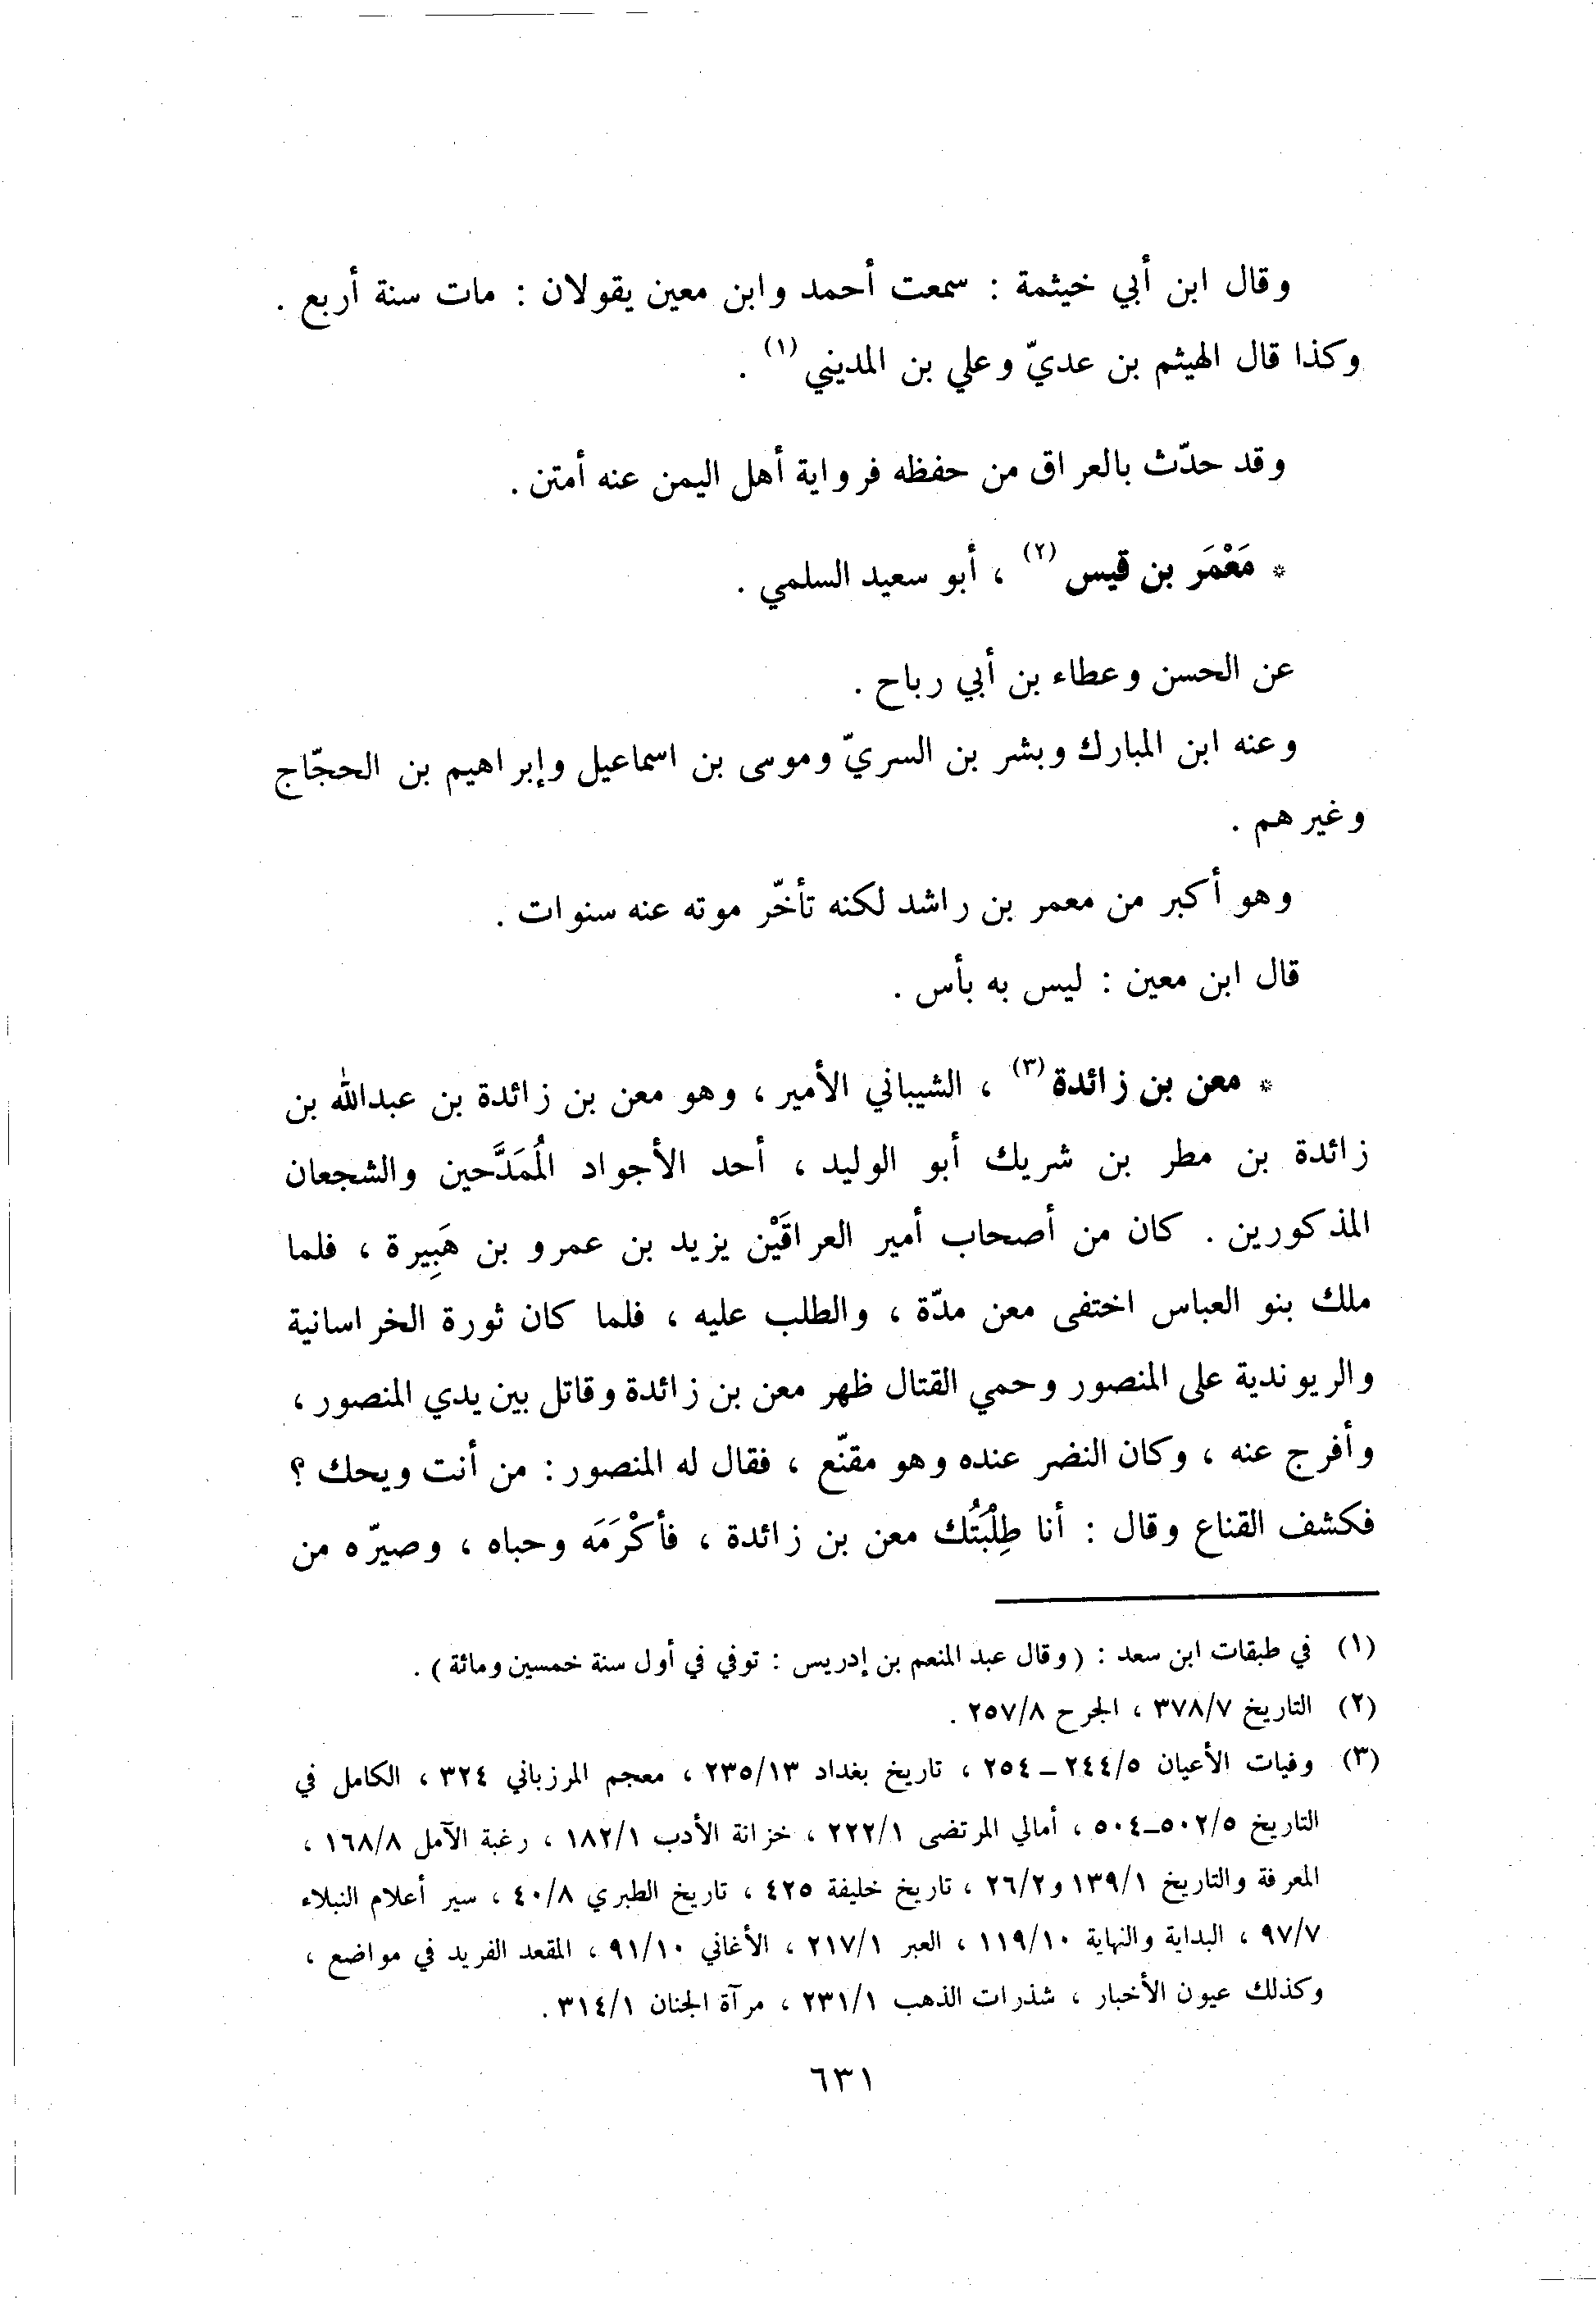 وقال ابن أبي خيثمة : سمعت أحمد وابن معين يقولان : مات سنة أربع .
وكذا قال الهيثم بن عديّ وعلي بن المديني (١) .
وقد حدّث بالعراق من حفظه فرواية أهل اليمن عنه أمتن .
* مَعْمَر بن قيس (٢) ، أبو سعيد السلمي .
عن الحسن وعطاء بن أبي رباح .
وعنه ابن المبارك وبشر بن السريّ وموسى بن اسماعيل وإبراهيم بن الحجّاج
وغيرهم .
وهو أكبر من معمر بن راشد لكنه تأخّر موته عنه سنوات .
قال ابن معين : ليس به بأس .
* معن بن زائدة (٣) ، الشيباني الأمير ، وهو معن بن زائدة بن عبدالله بن
زائدة بن مطر بن شريك أبو الوليد ، أحد الأجواد المُمَدَّحين والشجعان
المذكورين . كان من أصحاب أمير العراقَيْن يزيد بن عمرو بن هَبِيرة ، فلما
ملك بنو العباس اختفى معن مدّة ، والطلب عليه ، فلما كان ثورة الخراسانية
والريوندية على المنصور وحمي القتال ظهر معن بن زائدة وقاتل بين يدي المنصور ،
وأفرج عنه ، وكان النضر عنده وهو مقنّع ، فقال له المنصور : من أنت ويحك ؟
فكشف القناع وقال : أنا طِلْبَتُك معن بن زائدة ، فأكْرَمَه وحباه ، وصيّره من
(١) في طبقات ابن سعد : (وقال عبد المنعم بن إدريس : توفي في أول سنة خمسين ومائة) .
(٢) التاريخ ٣٧٨/٧ ، الجرح ٢٥٧/٨ .
(٣) وفيات الأعيان ٢٤٤/٥ ـ ٢٥٤ ، تاريخ بغداد ٢٣٥/١٣ ، معجم المرزباني ٣٢٤ ، الكامل في
التاريخ ٥٠٢/٥ـ٥٠٤ ، أمالي المرتضى ٢٢٢/١ ، خزانة الأدب ١٨٢/١ ، رغبة الآمل ١٦٨/٨ ،
المعرفة والتاريخ ١٣٩/١ و٢٦/٢ ، تاريخ خليفة ٤٢٥ ، تاريخ الطبري ٤٠/٨ ، سير أعلام النبلاء
٩٧/٧ ، البداية والنهاية ١١٩/١٠ ، العبر ٢١٧/١ ، الأغاني ٩١/١٠ ، المقعد الفريد في مواضع ،
وكذلك عيون الأخبار ، شذرات الذهب ٢٣١/١ ، مرآة الجنان ٣١٤/١ .
٦٣١